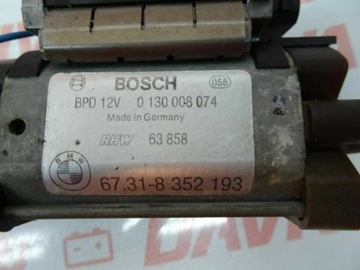 BOSCH 058
BPD 12V 0 130 008 074
Made in Germany
RHW 63 858
BMW
67.31-8 352 193